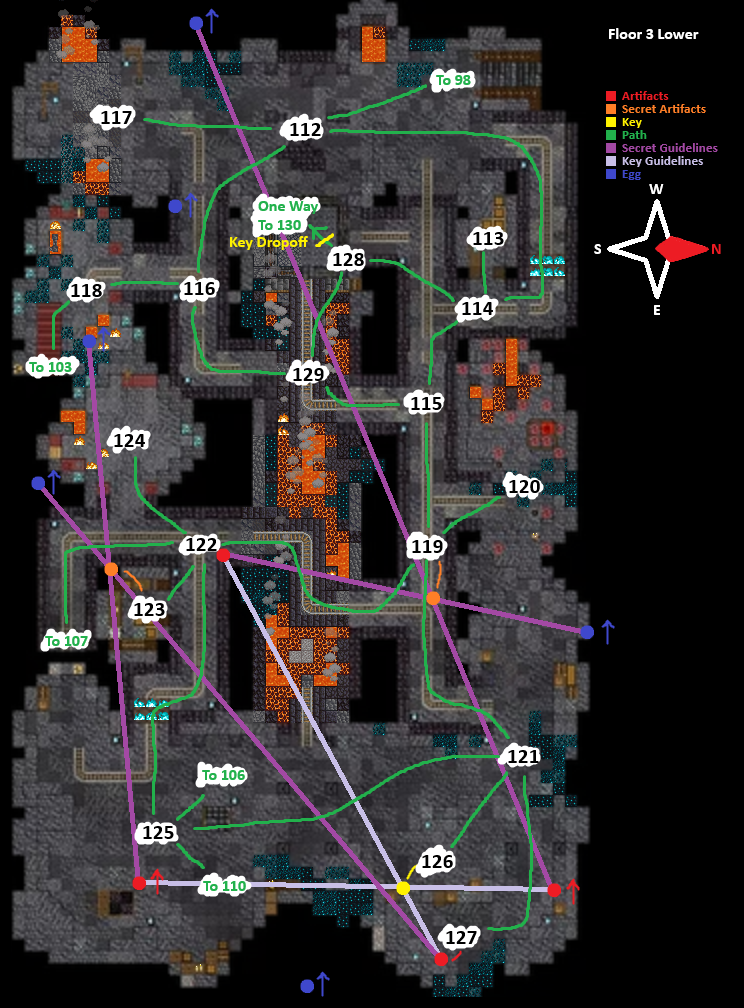 Floor 3 Lower
Artifacts
Secret Artifacts
Key
Path
Secret Guidelines
Key Guidelines
Egg
W
S
N
E
To 98
117
112
One Way
To 130
Key Dropoff
113
128
118
116
114
To 103
129
115
124
120
122
119
123
To 107
121
To 106
125
126
To 110
127